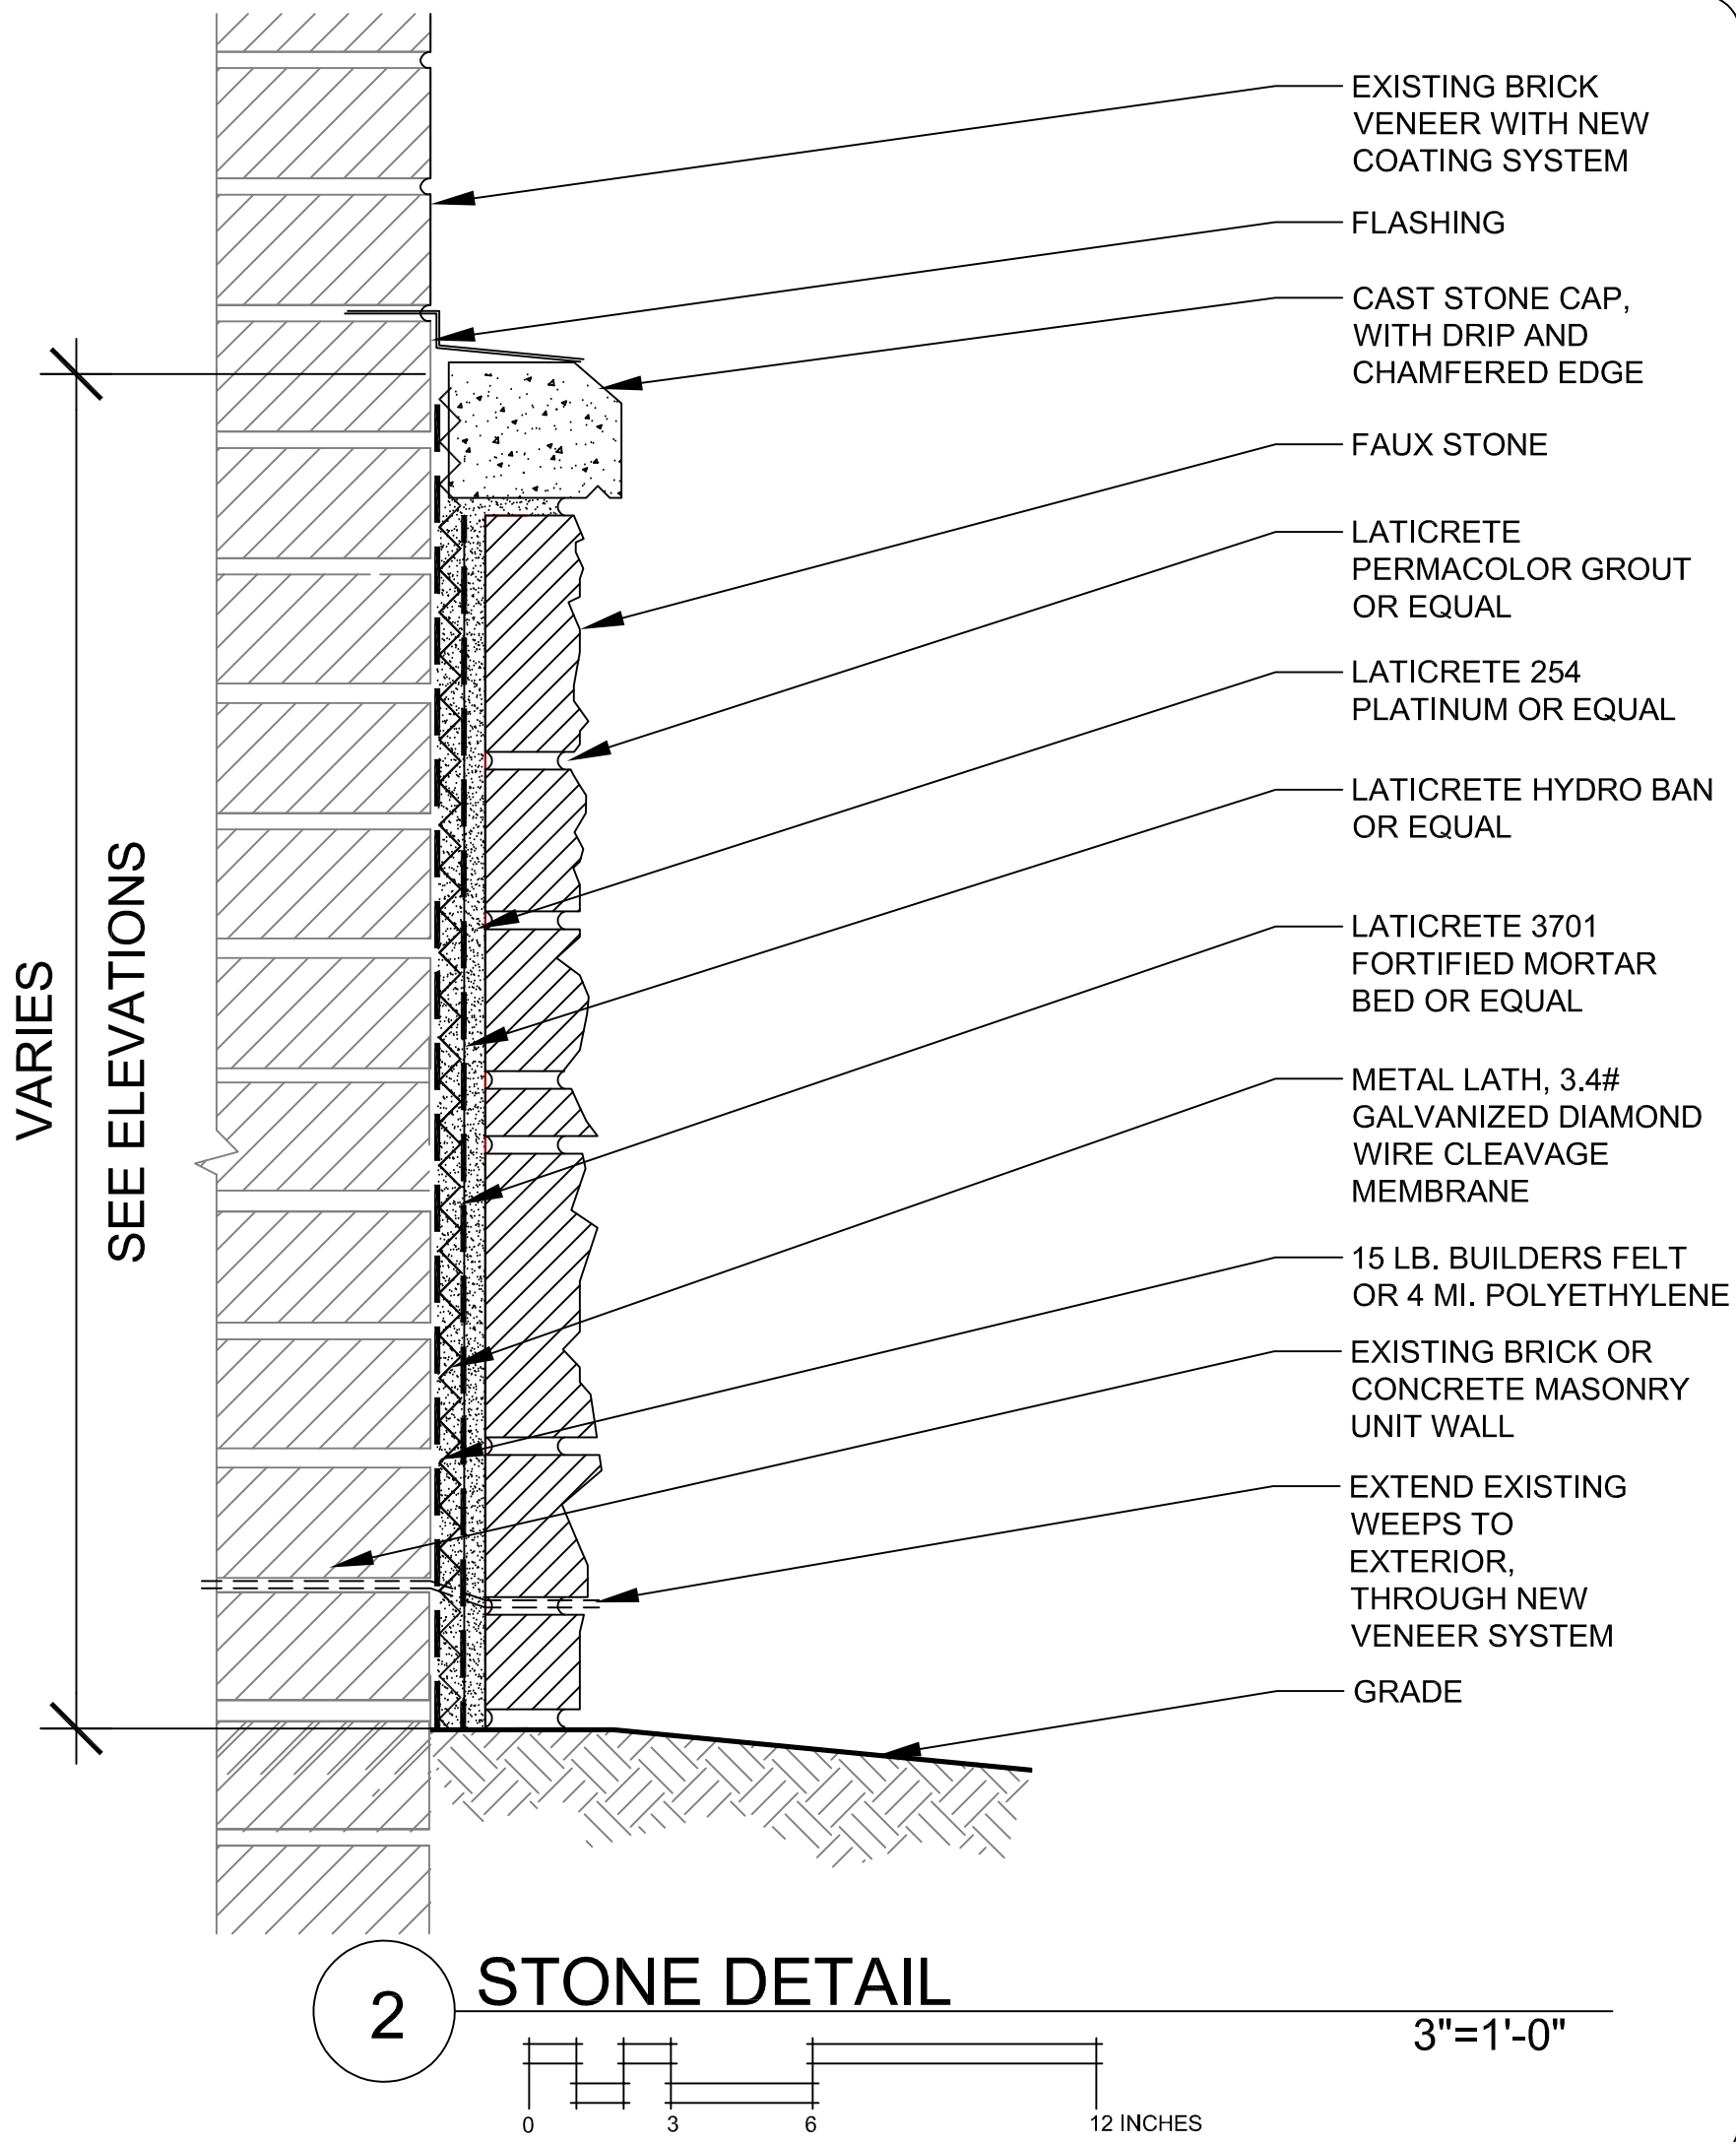 EXISTING BRICK
VENEER WITH NEW
COATING SYSTEM
FLASHING
CAST STONE CAP,
WITH DRIP AND
CHAMFERED EDGE
FAUX STONE
LATICRETE
PERMACOLOR GROUT
OR EQUAL
LATICRETE 254
PLATINUM OR EQUAL
LATICRETE HYDRO BAN
OR EQUAL
LATICRETE 3701
FORTIFIED MORTAR
BED OR EQUAL
METAL LATH, 3.4#
GALVANIZED DIAMOND
WIRE CLEAVAGE
MEMBRANE
15 LB. BUILDERS FELT
OR 4 MI. POLYETHYLENE
EXISTING BRICK OR
CONCRETE MASONRY
UNIT WALL
EXTEND EXISTING
WEEPS TO
EXTERIOR,
THROUGH NEW
VENEER SYSTEM
GRADE
VARIES
SEE ELEVATIONS
2
STONE DETAIL
3"=1'-0"
0 3 6 12 INCHES